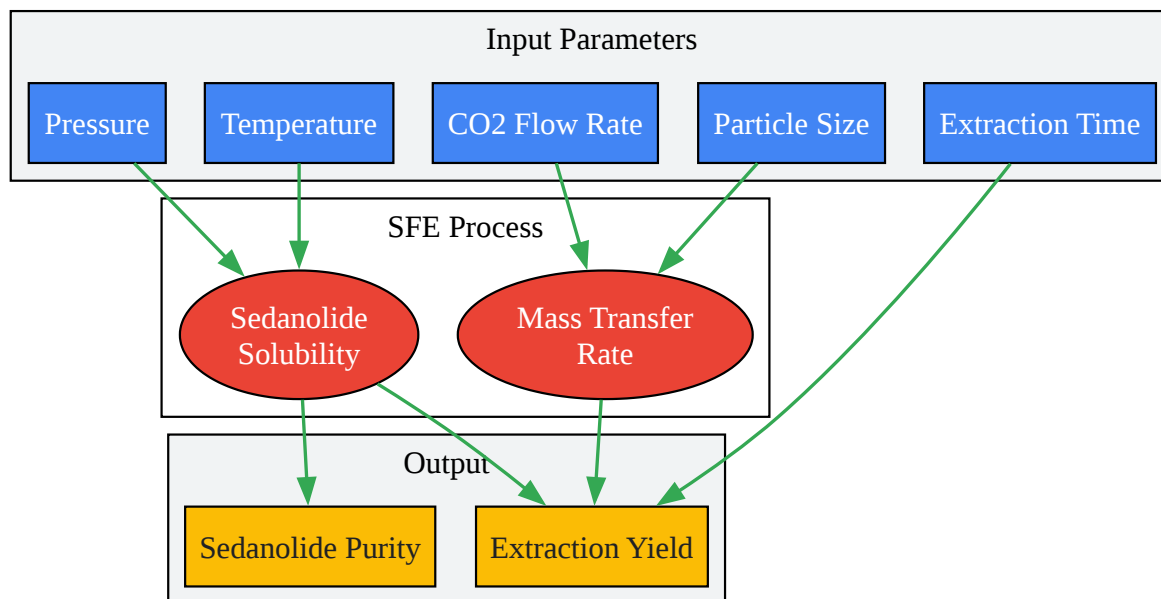 Input Parameters
Pressure
Temperature
CO2 Flow Rate
Particle Size
Extraction Time
SFE Process
Sedanolide
Solubility
Mass Transfer
Rate
Output
Sedanolide Purity
Extraction Yield